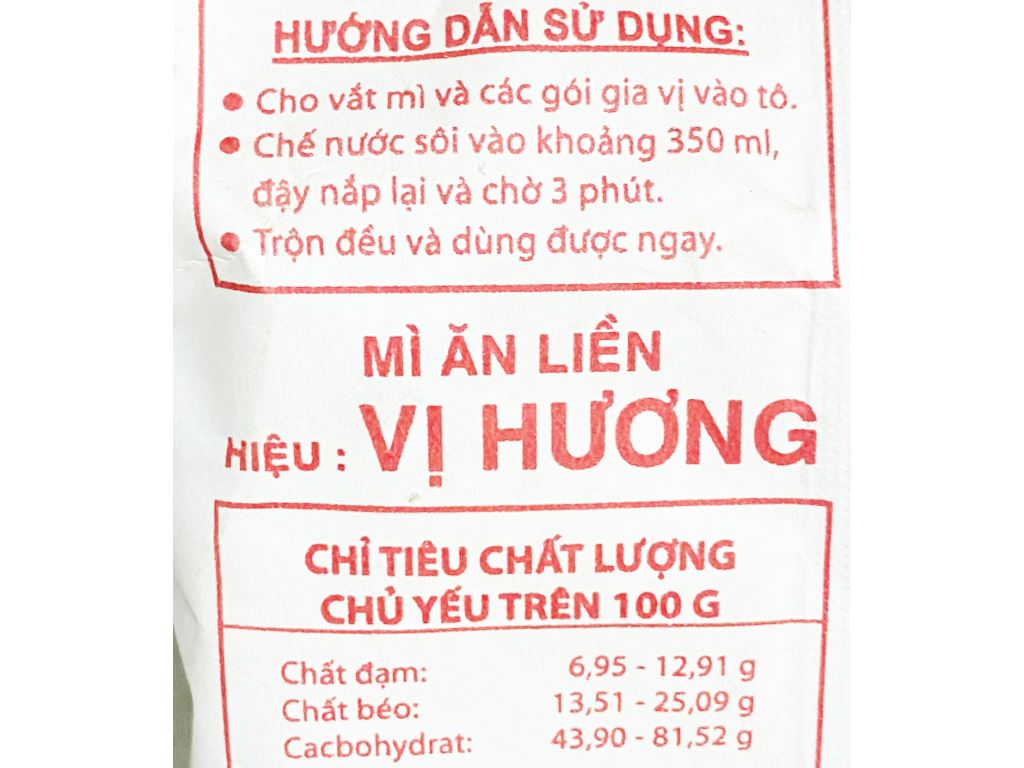 HƯỚNG DẪN SỬ DỤNG:
• Cho vắt mì và các gói gia vị vào tô.
• Chế nước sôi vào khoảng 350 ml,
đậy nắp lại và chờ 3 phút.
• Trộn đều và dùng được ngay.
MÌ ĂN LIỀN
HIỆU : VỊ HƯƠNG
CHỈ TIÊU CHẤT LƯỢNG
CHỦ YẾU TRÊN 100 G
Chất đạm: 6,95 - 12,91 g
Chất béo: 13,51 - 25,09 g
Cacbohydrat: 43,90 - 81,52 g